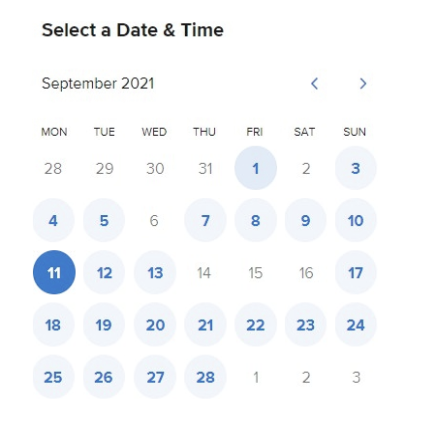 Select a Date & Time
September 2021
MON TUE WED THU FRI SAT SUN
28 29 30 31 1 2 3
4 5 6 7 8 9 10
11 12 13 14 15 16 17
18 19 20 21 22 23 24
25 26 27 28 1 2 3